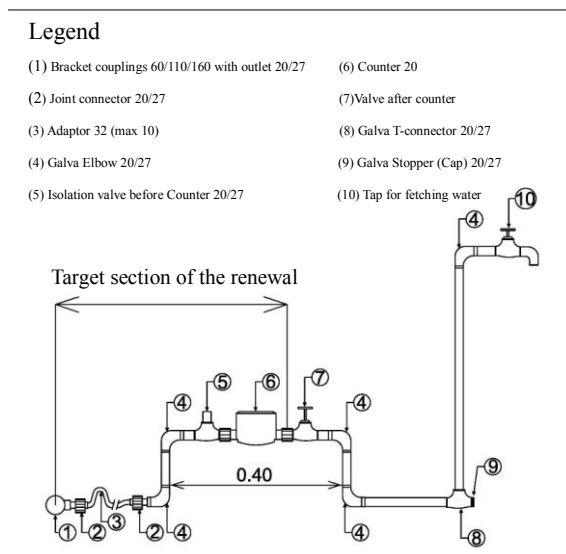 Legend
(1) Bracket couplings 60/110/160 with outlet 20/27
(2) Joint connector 20/27
(3) Adaptor 32 (max 10)
(4) Galva Elbow 20/27
(5) Isolation valve before Counter 20/27
(6) Counter 20
(7)Valve after counter
(8) Galva T-connector 20/27
(9) Galva Stopper (Cap) 20/27
(10) Tap for fetching water
10
4
Target section of the renewal
5
6
7
4
4
0.40
9
1
2
3
2
4
4
8